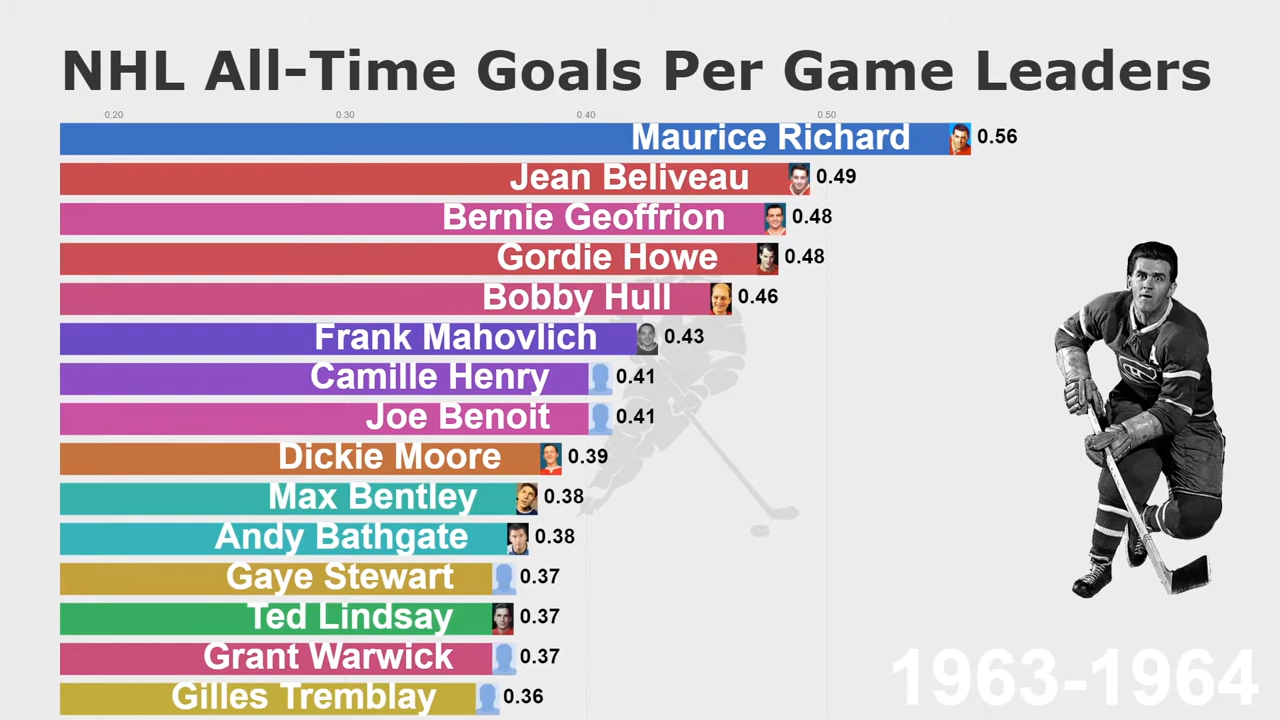 NHL All-Time Goals Per Game Leaders
0.20 0.30 0.40 0.50
Maurice Richard 0.56
Jean Beliveau 0.49
Bernie Geoffrion 0.48
Gordie Howe 0.48
Bobby Hull 0.46
Frank Mahovlich 0.43
Camille Henry 0.41
Joe Benoit 0.41
Dickie Moore 0.39
Max Bentley 0.38
Andy Bathgate 0.38
Gaye Stewart 0.37
Ted Lindsay 0.37
Grant Warwick 0.37
Gilles Tremblay 0.36
1963-1964